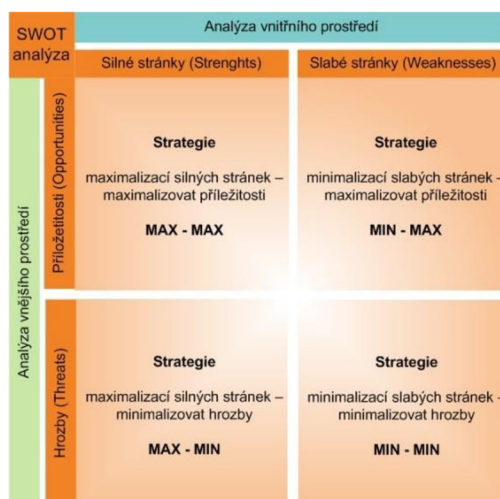 SWOT
analýza
Analýza vnitřního prostředí
Silné stránky (Strenghts)
Slabé stránky (Weaknesses)
Analýza vnějšího prostředí
Příložetitosti (Opportunities)
Strategie
maximalizací silných stránek –
maximalizovat příležitosti
MAX - MAX
Strategie
minimalizací slabých stránek –
maximalizovat příležitosti
MIN - MAX
Hrozby (Threats)
Strategie
maximalizací silných stránek –
minimalizovat hrozby
MAX - MIN
Strategie
minimalizací slabých stránek –
minimalizovat hrozby
MIN - MIN